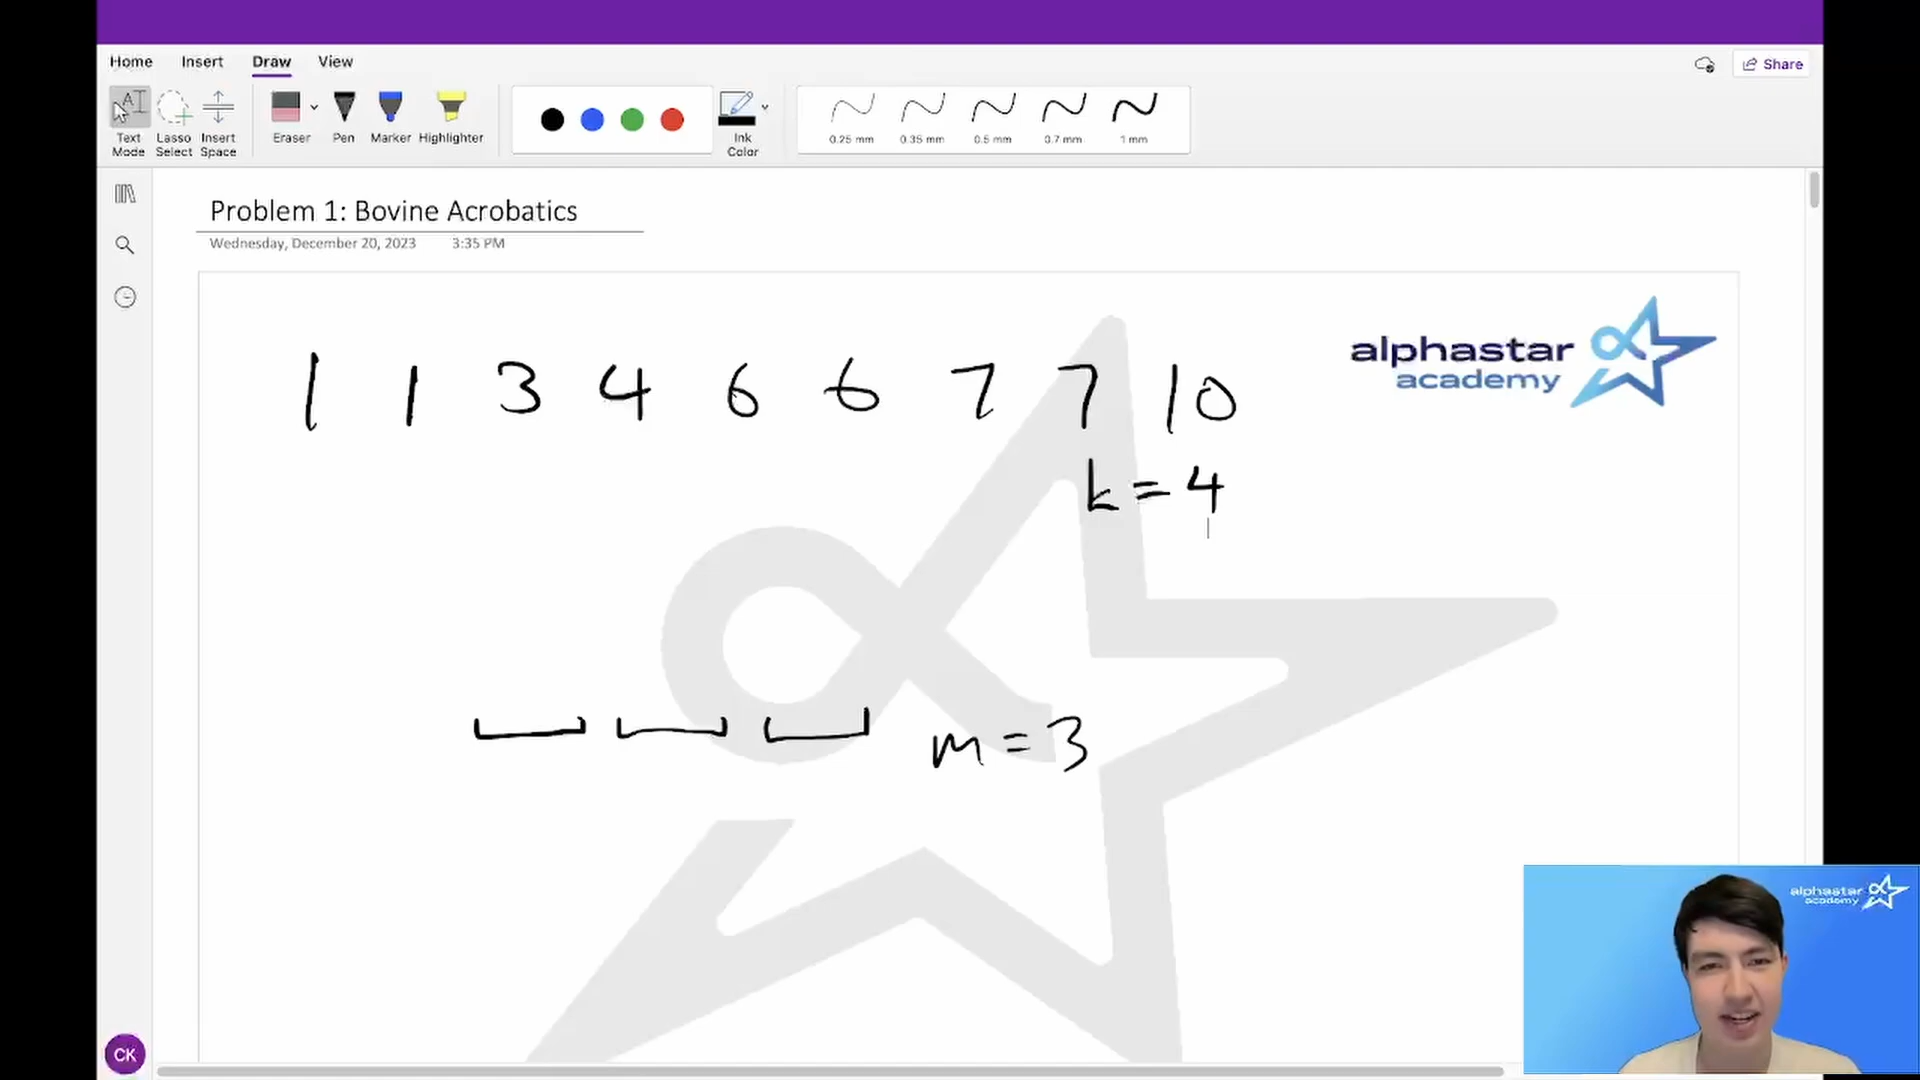 Home Insert Draw View
Share
Text Mode
Lasso Select
Insert Space
Eraser
Pen
Marker
Highlighter
Ink Color
0.25 mm
0.35 mm
0.5 mm
0.7 mm
1 mm
Problem 1: Bovine Acrobatics
Wednesday, December 20, 2023 3:35 PM
alphastar
academy
1 1 3 4 6 6 7 7 10
k = 4
m = 3
alphastar
academy
CK